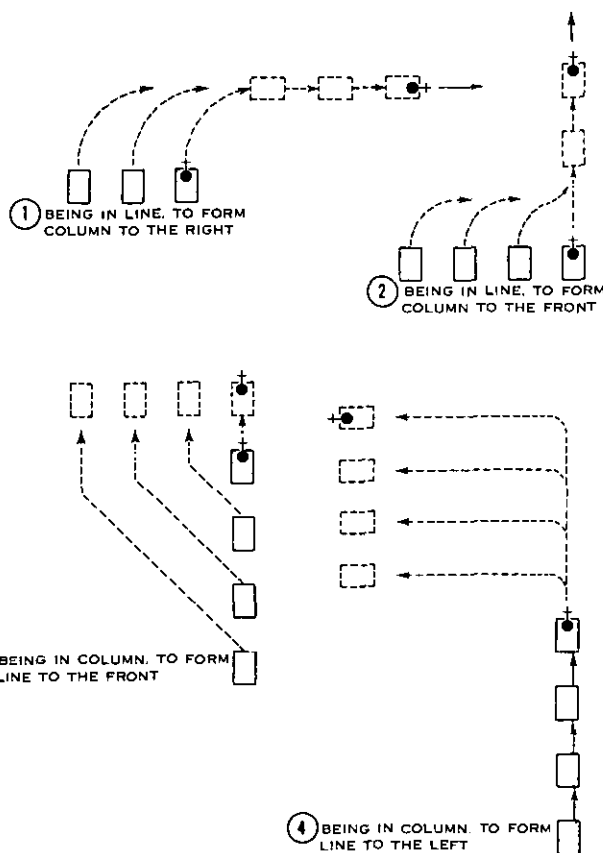 1 BEING IN LINE, TO FORM
COLUMN TO THE RIGHT
2 BEING IN LINE, TO FORM
COLUMN TO THE FRONT
BEING IN COLUMN, TO FORM
LINE TO THE FRONT
4 BEING IN COLUMN, TO FORM
LINE TO THE LEFT